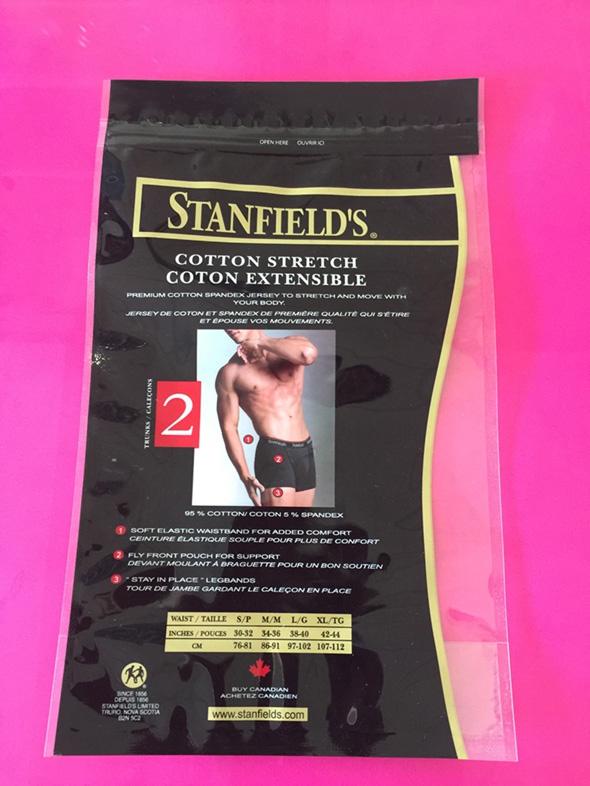 OPEN HERE OUVRIR ICI
STANFIELD'S®
COTTON STRETCH
COTON EXTENSIBLE
PREMIUM COTTON SPANDEX JERSEY TO STRETCH AND MOVE WITH
YOUR BODY.
JERSEY DE COTON ET SPANDEX DE PREMIÈRE QUALITÉ QUI S'ÉTIRE
ET ÉPOUSE VOS MOUVEMENTS.
TRUNKS / CALEÇONS
2
1
2
3
95 % COTTON/ COTON 5 % SPANDEX
1 SOFT ELASTIC WAISTBAND FOR ADDED COMFORT
CEINTURE ÉLASTIQUE SOUPLE POUR PLUS DE CONFORT
2 FLY FRONT POUCH FOR SUPPORT
DEVANT MOULANT À BRAGUETTE POUR UN BON SOUTIEN
3 " STAY IN PLACE " LEGBANDS
TOUR DE JAMBE GARDANT LE CALEÇON EN PLACE
WAIST / TAILLE S/P M/M L/G XL/TG
INCHES / POUCES 30-32 34-36 38-40 42-44
CM 76-81 86-91 97-102 107-112
BUY CANADIAN
ACHETEZ CANADIEN
www.stanfields.com
SINCE 1856
DEPUIS 1856
STANFIELD'S LIMITED
TRURO, NOVA SCOTIA
B2N 5C2